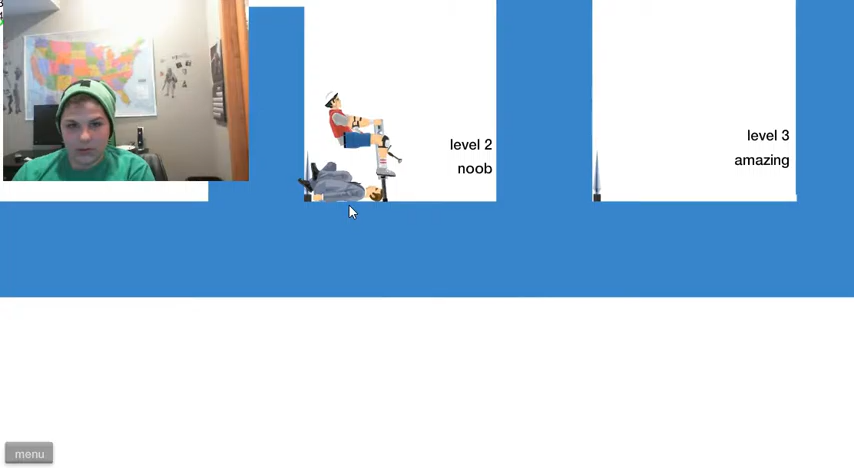 level 2
noob
level 3
amazing
menu